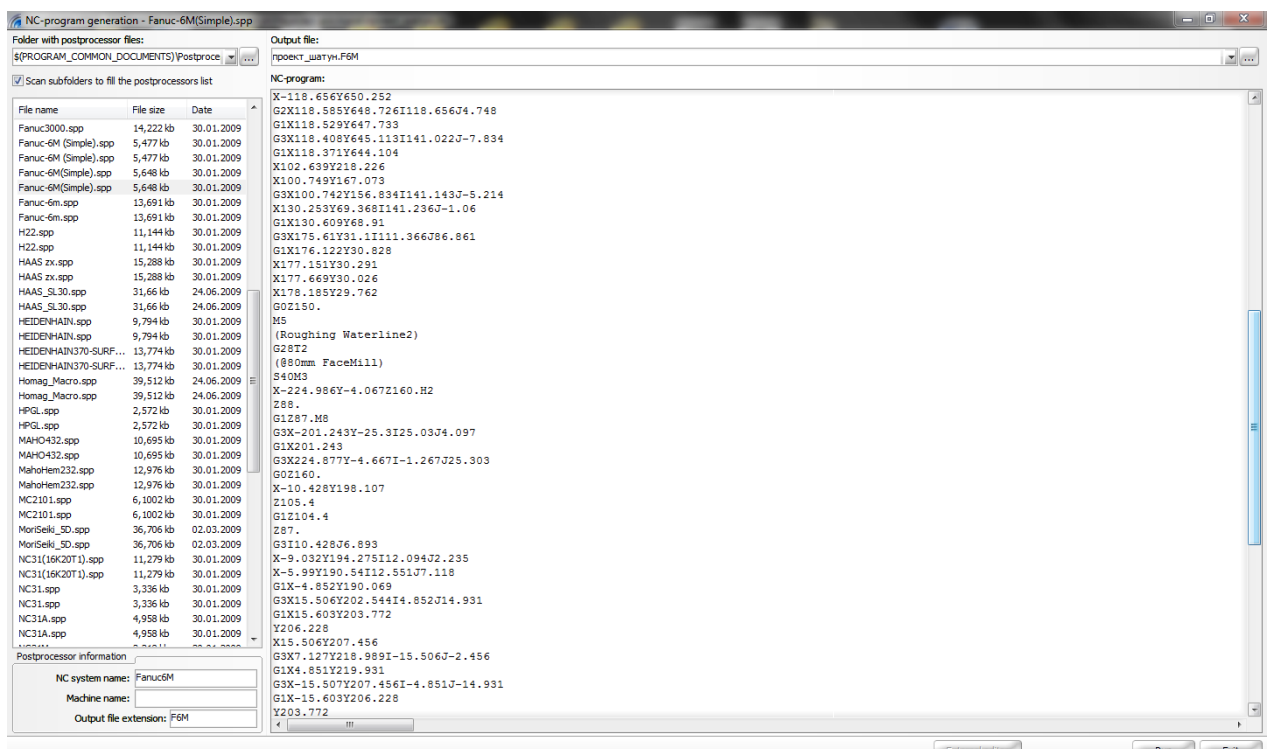 NC-program generation - Fanuc-6M(Simple).spp
Folder with postprocessor files:
$(PROGRAM_COMMON_DOCUMENTS)\Postproce
...
Scan subfolders to fill the postprocessors list
File name File size Date
Fanuc3000.spp 14,222 kb 30.01.2009
Fanuc-6M (Simple).spp 5,477 kb 30.01.2009
Fanuc-6M (Simple).spp 5,477 kb 30.01.2009
Fanuc-6M(Simple).spp 5,648 kb 30.01.2009
Fanuc-6M(Simple).spp 5,648 kb 30.01.2009
Fanuc-6m.spp 13,691 kb 30.01.2009
Fanuc-6m.spp 13,691 kb 30.01.2009
H22.spp 11,144 kb 30.01.2009
H22.spp 11,144 kb 30.01.2009
HAAS zx.spp 15,288 kb 30.01.2009
HAAS zx.spp 15,288 kb 30.01.2009
HAAS_SL30.spp 31,66 kb 24.06.2009
HAAS_SL30.spp 31,66 kb 24.06.2009
HEIDENHAIN.spp 9,794 kb 30.01.2009
HEIDENHAIN.spp 9,794 kb 30.01.2009
HEIDENHAIN370-SURF... 13,774 kb 30.01.2009
HEIDENHAIN370-SURF... 13,774 kb 30.01.2009
Homag_Macro.spp 39,512 kb 24.06.2009
Homag_Macro.spp 39,512 kb 24.06.2009
HPGL.spp 2,572 kb 30.01.2009
HPGL.spp 2,572 kb 30.01.2009
MAHO432.spp 10,695 kb 30.01.2009
MAHO432.spp 10,695 kb 30.01.2009
MahoHem232.spp 12,976 kb 30.01.2009
MahoHem232.spp 12,976 kb 30.01.2009
MC2101.spp 6,1002 kb 30.01.2009
MC2101.spp 6,1002 kb 30.01.2009
MoriSeiki_5D.spp 36,706 kb 02.03.2009
MoriSeiki_5D.spp 36,706 kb 02.03.2009
NC31(16K20T1).spp 11,279 kb 30.01.2009
NC31(16K20T1).spp 11,279 kb 30.01.2009
NC31.spp 3,336 kb 30.01.2009
NC31.spp 3,336 kb 30.01.2009
NC31A.spp 4,958 kb 30.01.2009
NC31A.spp 4,958 kb 30.01.2009
Postprocessor information
NC system name: Fanuc6M
Machine name:
Output file extension: F6M
Output file:
проект_шатун.F6M
...
NC-program:
X-118.656Y650.252
G2X118.585Y648.726I118.656J4.748
G1X118.529Y647.733
G3X118.408Y645.113I141.022J-7.834
G1X118.371Y644.104
X102.639Y218.226
X100.749Y167.073
G3X100.742Y156.834I141.143J-5.214
X130.253Y69.368I141.236J-1.06
G1X130.609Y68.91
G3X175.61Y31.1I111.366J86.861
G1X176.122Y30.828
X177.151Y30.291
X177.669Y30.026
X178.185Y29.762
G0Z150.
M5
(Roughing Waterline2)
G28T2
(@80mm FaceMill)
S40M3
X-224.986Y-4.067Z160.H2
Z88.
G1Z87.M8
G3X-201.243Y-25.3I25.03J4.097
G1X201.243
G3X224.877Y-4.667I-1.267J25.303
G0Z160.
X-10.428Y198.107
Z105.4
G1Z104.4
Z87.
G3I10.428J6.893
X-9.032Y194.275I12.094J2.235
X-5.99Y190.54I12.551J7.118
G1X-4.852Y190.069
G3X15.506Y202.544I4.852J14.931
G1X15.603Y203.772
Y206.228
X15.506Y207.456
G3X7.127Y218.989I-15.506J-2.456
G1X4.851Y219.931
G3X-15.507Y207.456I-4.851J-14.931
G1X-15.603Y206.228
Y203.772